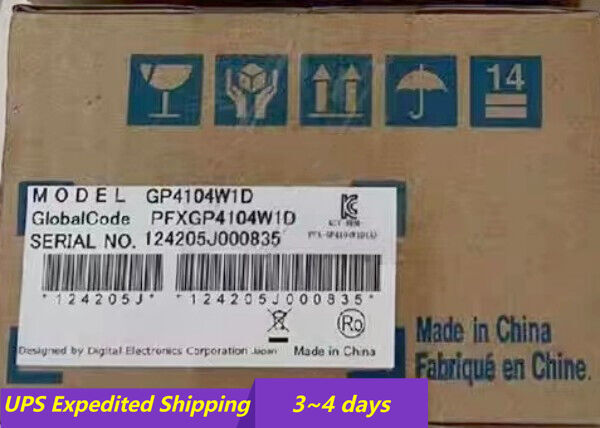 14
MODEL GP4104W1D
GlobalCode PFXGP4104W1D
SERIAL NO. 124205J000835
*124205J* *124205J000835*
Designed by Digital Electronics Corporation Japan Made in China
Made in China
Fabriqué en Chine.
UPS Expedited Shipping 3~4 days